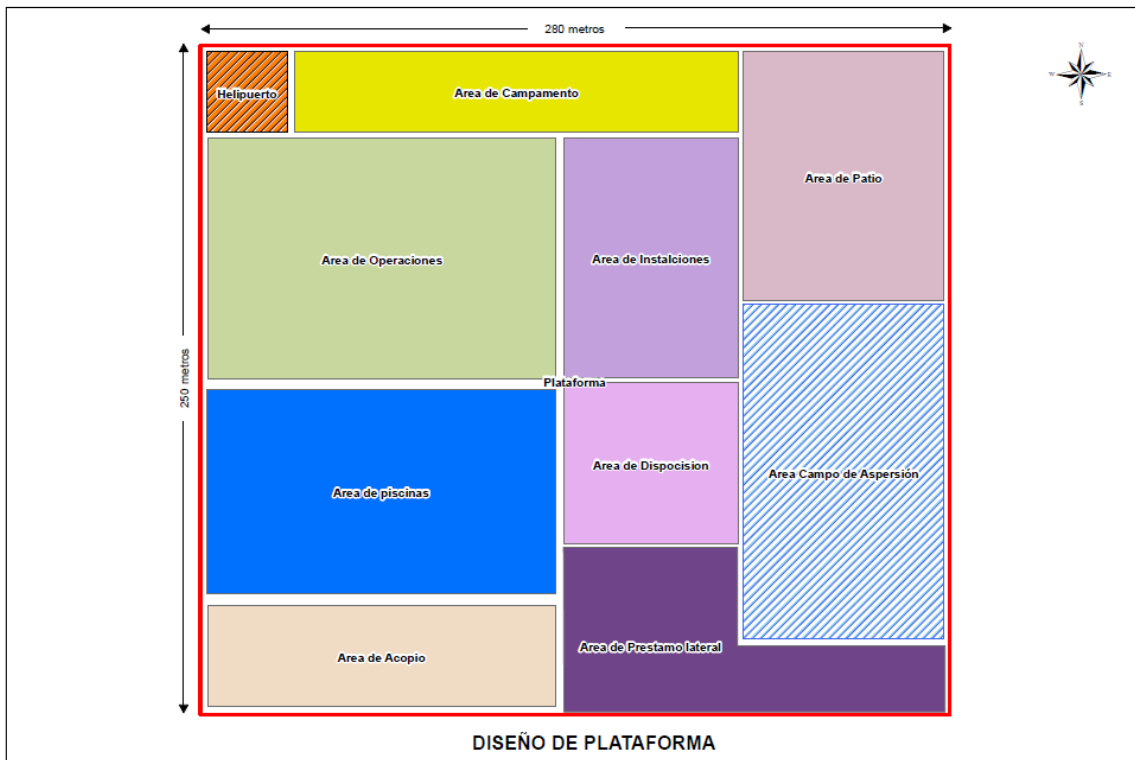 280 metros
N
W
E
S
Helipuerto
Area de Campamento
Area de Patio
Area de Operaciones
Area de Instalciones
250 metros
Plataforma
Area de Dispocision
Area Campo de Aspersión
Area de piscinas
Area de Prestamo lateral
Area de Acopio
DISEÑO DE PLATAFORMA